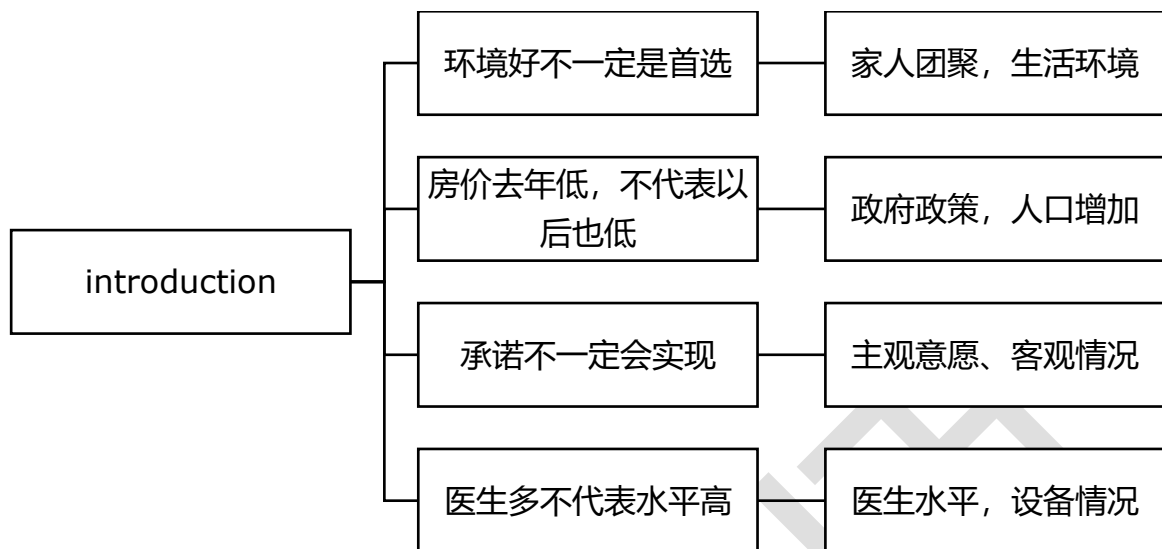 introduction
环境好不一定是首选
家人团聚，生活环境
房价去年低，不代表以
后也低
政府政策，人口增加
承诺不一定会实现
主观意愿、客观情况
医生多不代表水平高
医生水平，设备情况